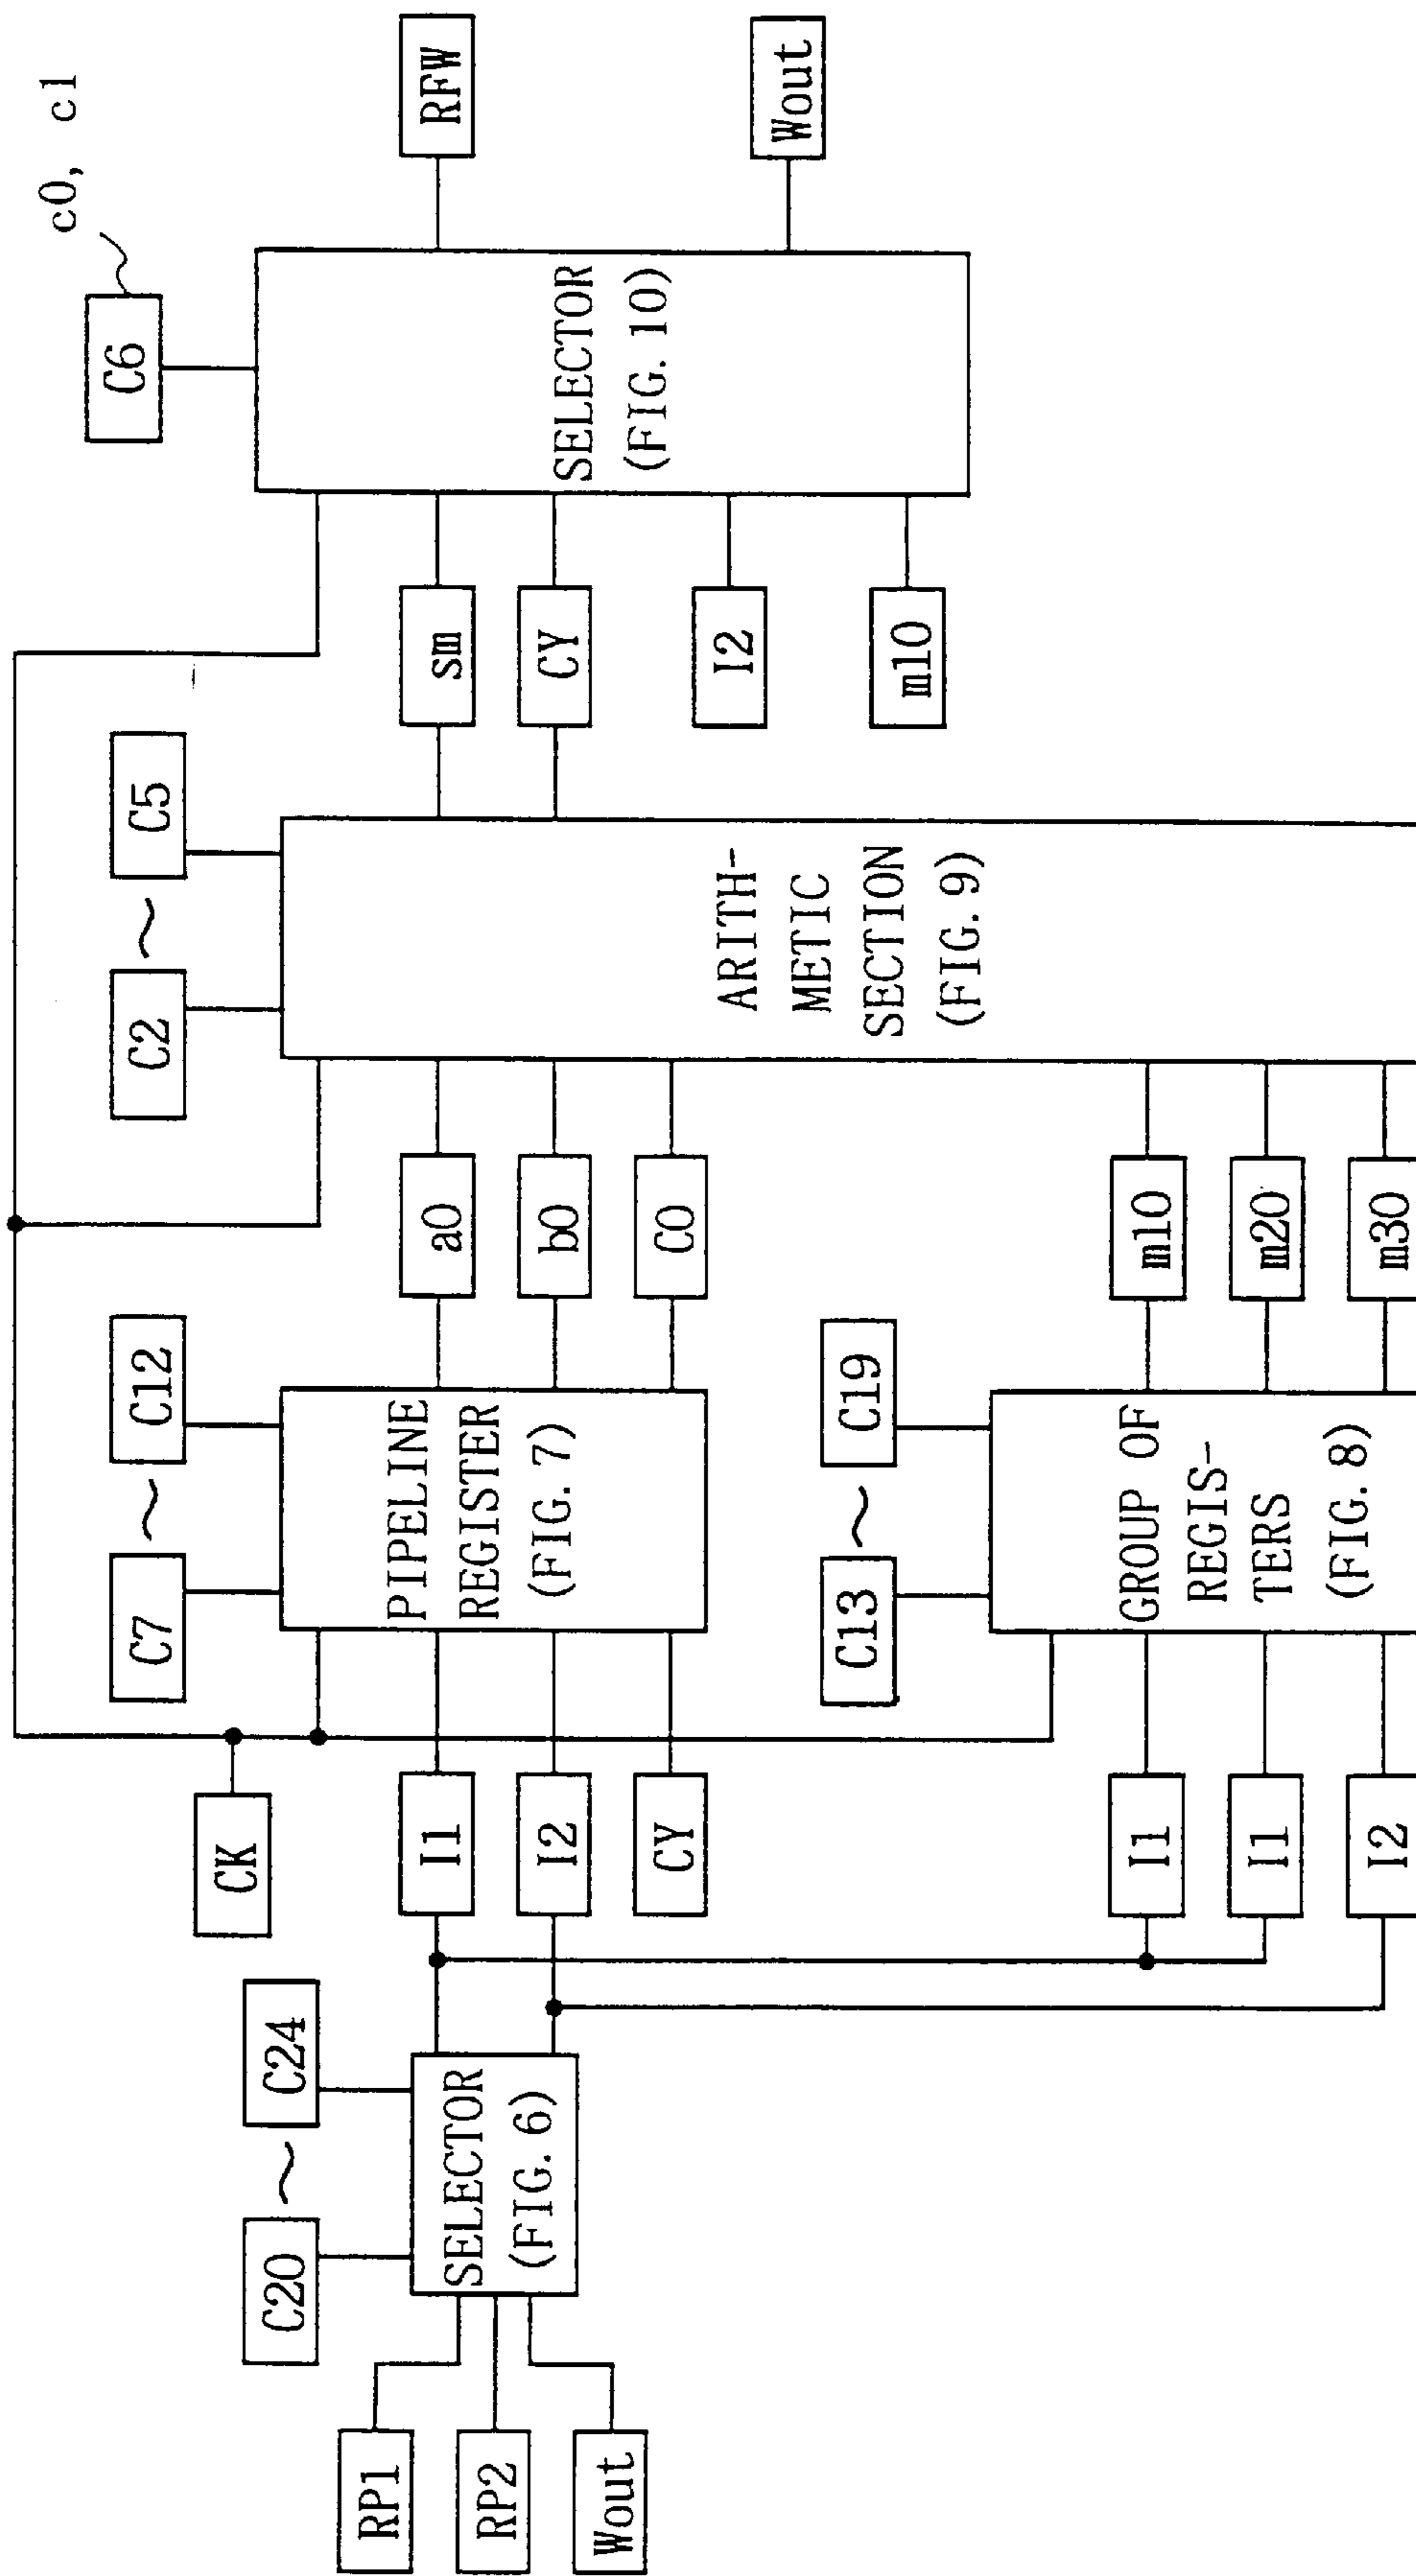 RP1
RP2
Wout
C20
~
C24
SELECTOR
(FIG. 6)
CK
I1
I2
CY
I1
I1
I2
C7
~
C12
PIPELINE
REGISTER
(FIG. 7)
C13
~
C19
GROUP OF
REGIS-
TERS
(FIG. 8)
a0
b0
C0
m10
m20
m30
C2
~
C5
ARITH-
METIC
SECTION
(FIG. 9)
sm
CY
I2
m10
C6
c0, c1
SELECTOR
(FIG. 10)
RFW
Wout